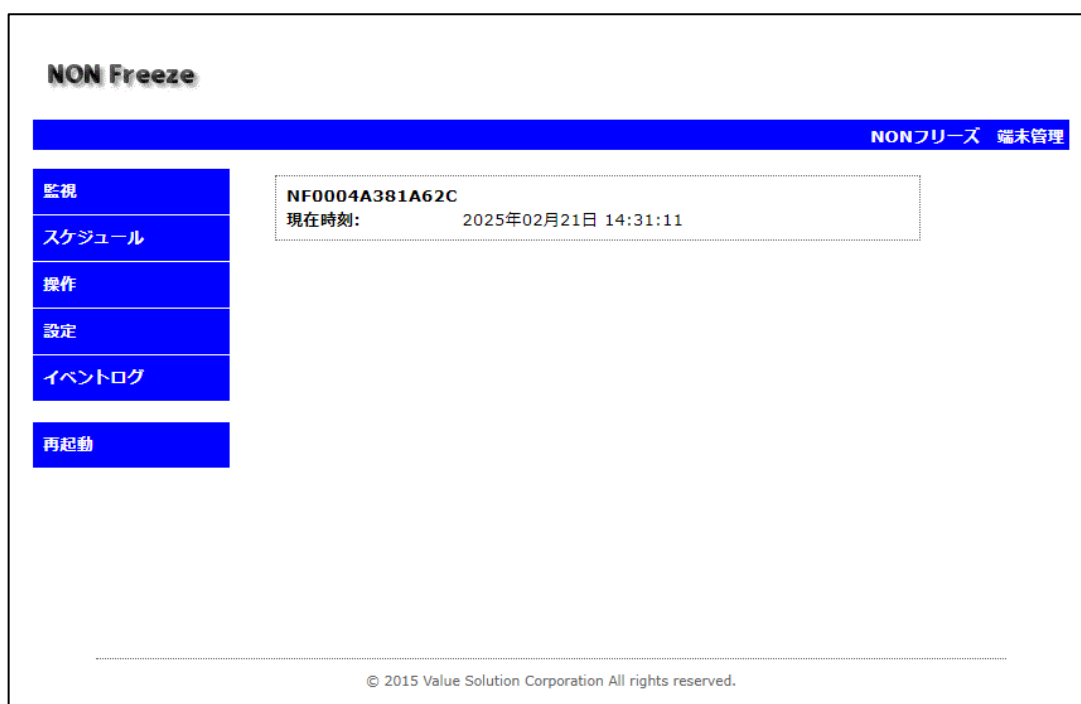 NON Freeze
NONフリーズ 端末管理
監視
スケジュール
操作
設定
イベントログ
再起動
NF0004A381A62C
現在時刻: 2025年02月21日 14:31:11
© 2015 Value Solution Corporation All rights reserved.